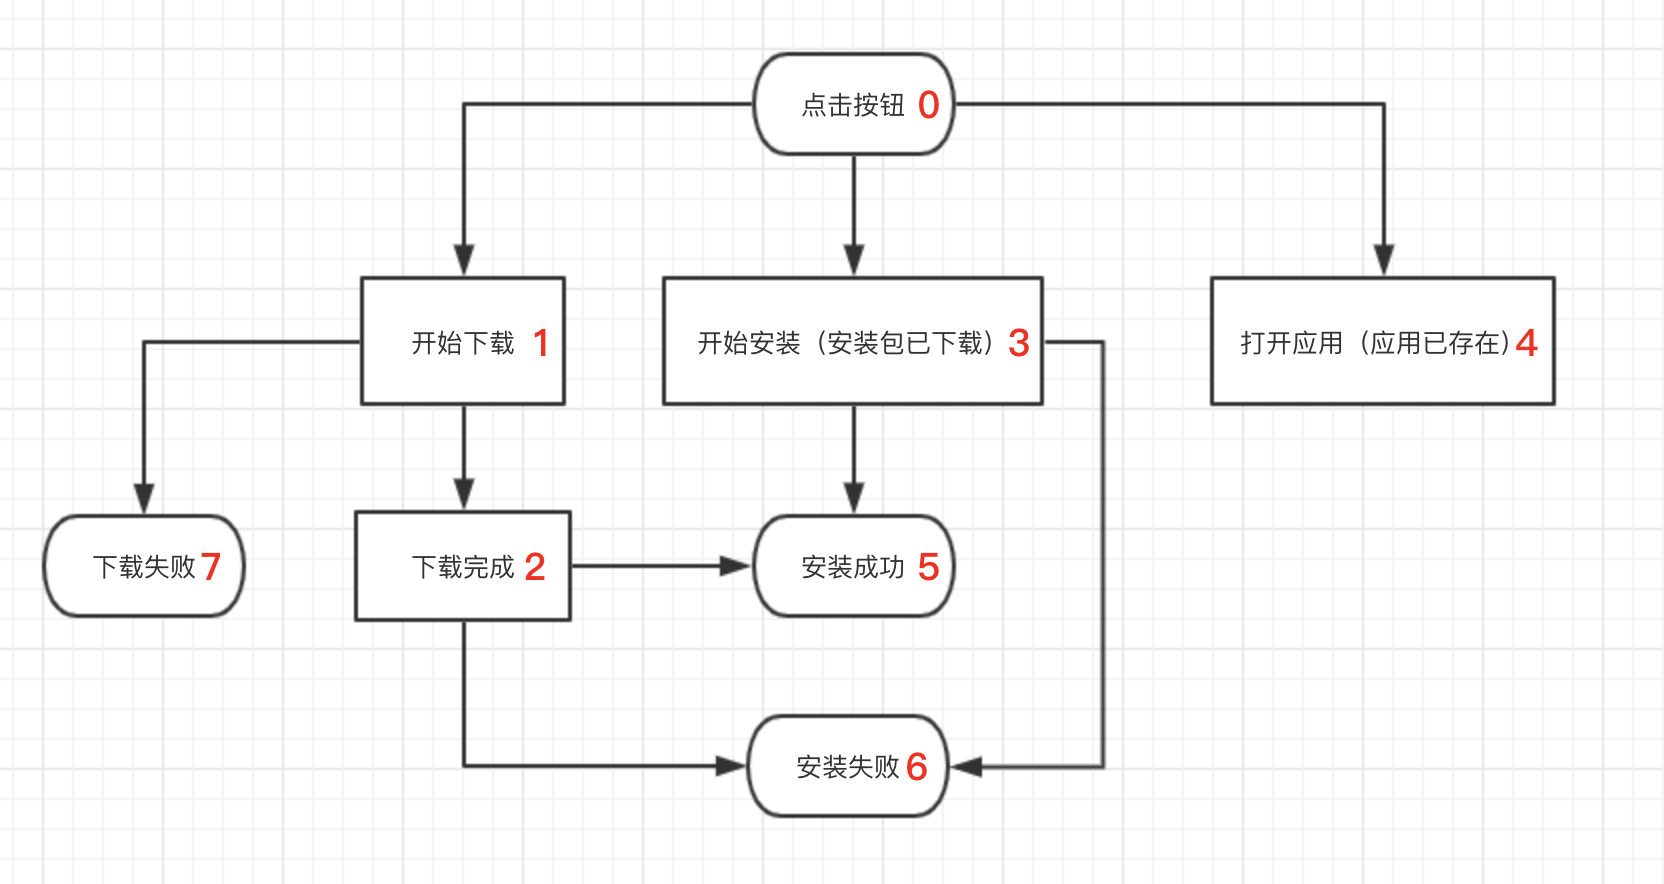 点击按钮 0
开始下载 1
开始安装（安装包已下载）3
打开应用（应用已存在）4
下载失败 7
下载完成 2
安装成功 5
安装失败 6